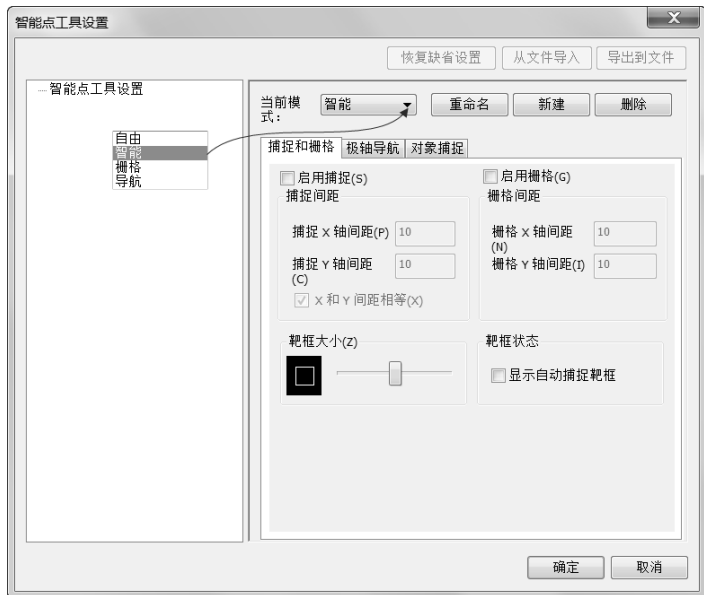 智能点工具设置
恢复缺省设置 从文件导入 导出到文件
智能点工具设置
当前模式: 智能 重命名 新建 删除
自由
智能
栅格
导航
捕捉和栅格 极轴导航 对象捕捉
启用捕捉(S) 启用栅格(G)
捕捉间距 栅格间距
捕捉 X 轴间距(P) 10 栅格 X 轴间距(N) 10
捕捉 Y 轴间距(C) 10 栅格 Y 轴间距(I) 10
X 和 Y 间距相等(X)
靶框大小(Z) 靶框状态
显示自动捕捉靶框
确定 取消